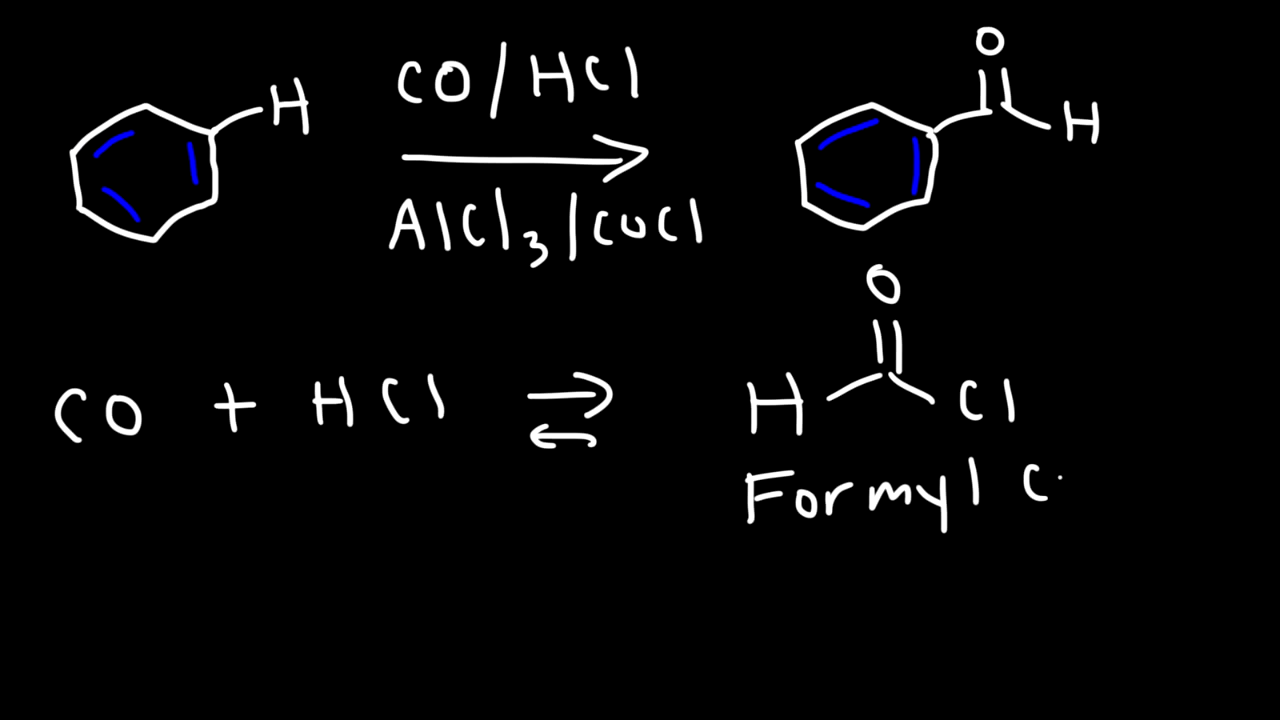 H
CO/HCl
AlCl3/CuCl
O
H
CO + HCl ⇌
O
H Cl
Formyl C